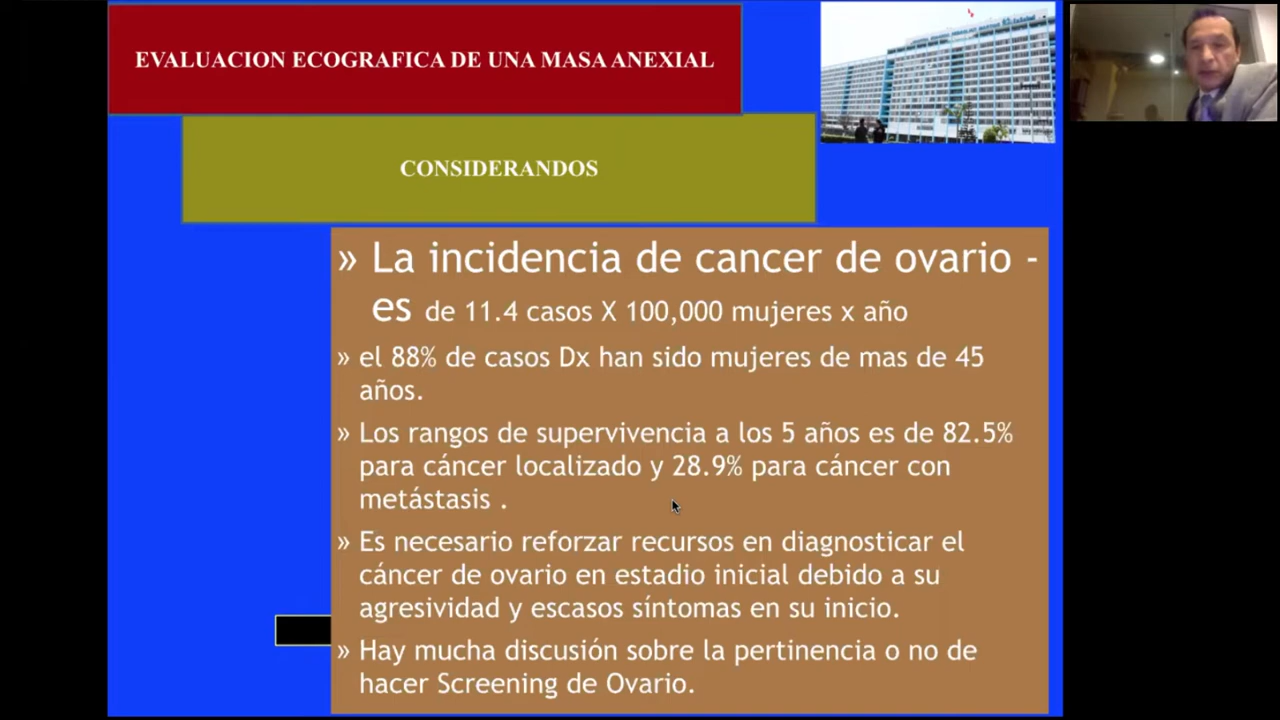 EVALUACION ECOGRAFICA DE UNA MASA ANEXIAL
CONSIDERANDOS
» La incidencia de cancer de ovario -
es de 11.4 casos X 100,000 mujeres x año
» el 88% de casos Dx han sido mujeres de mas de 45
años.
» Los rangos de supervivencia a los 5 años es de 82.5%
para cáncer localizado y 28.9% para cáncer con
metástasis .
» Es necesario reforzar recursos en diagnosticar el
cáncer de ovario en estadio inicial debido a su
agresividad y escasos síntomas en su inicio.
» Hay mucha discusión sobre la pertinencia o no de
hacer Screening de Ovario.